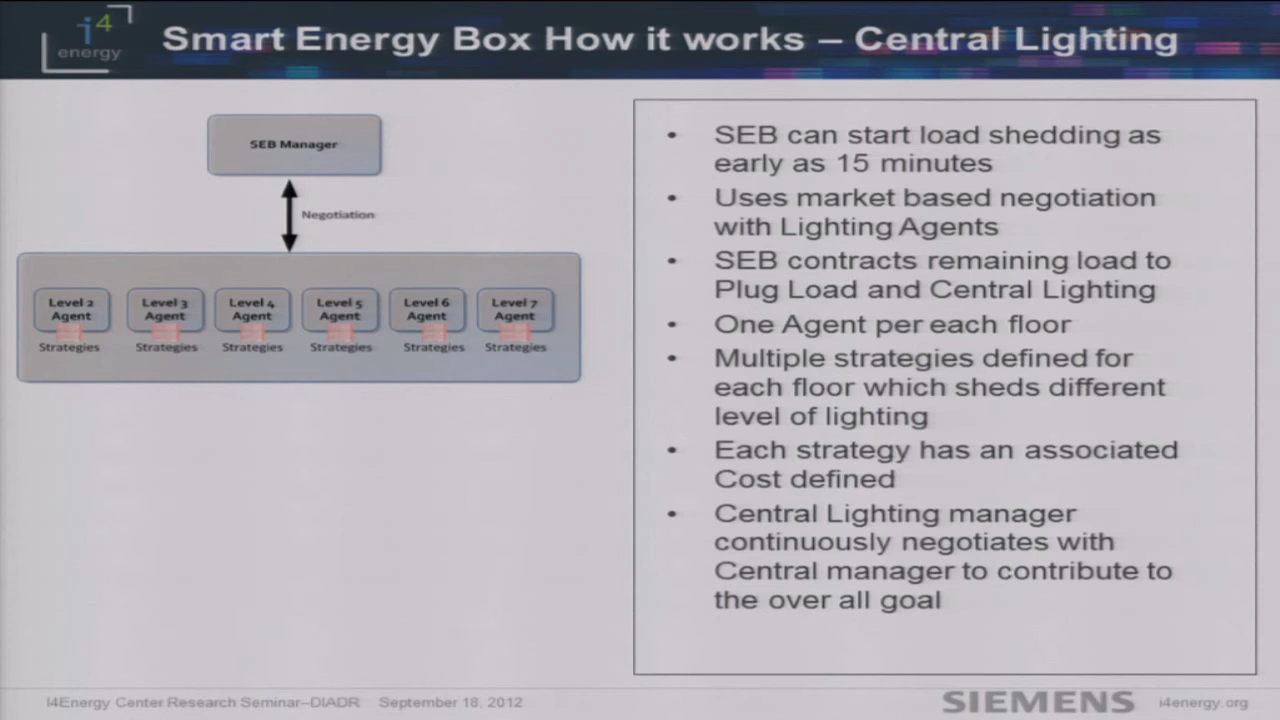 i4
energy
Smart Energy Box How it works – Central Lighting
SEB Manager
Negotiation
Level 2
Agent
Strategies
Level 3
Agent
Strategies
Level 4
Agent
Strategies
Level 5
Agent
Strategies
Level 6
Agent
Strategies
Level 7
Agent
Strategies
• SEB can start load shedding as
early as 15 minutes
• Uses market based negotiation
with Lighting Agents
• SEB contracts remaining load to
Plug Load and Central Lighting
• One Agent per each floor
• Multiple strategies defined for
each floor which sheds different
level of lighting
• Each strategy has an associated
Cost defined
• Central Lighting manager
continuously negotiates with
Central manager to contribute to
the over all goal
i4Energy Center Research Seminar–DIADR September 18, 2012
SIEMENS
i4energy.org